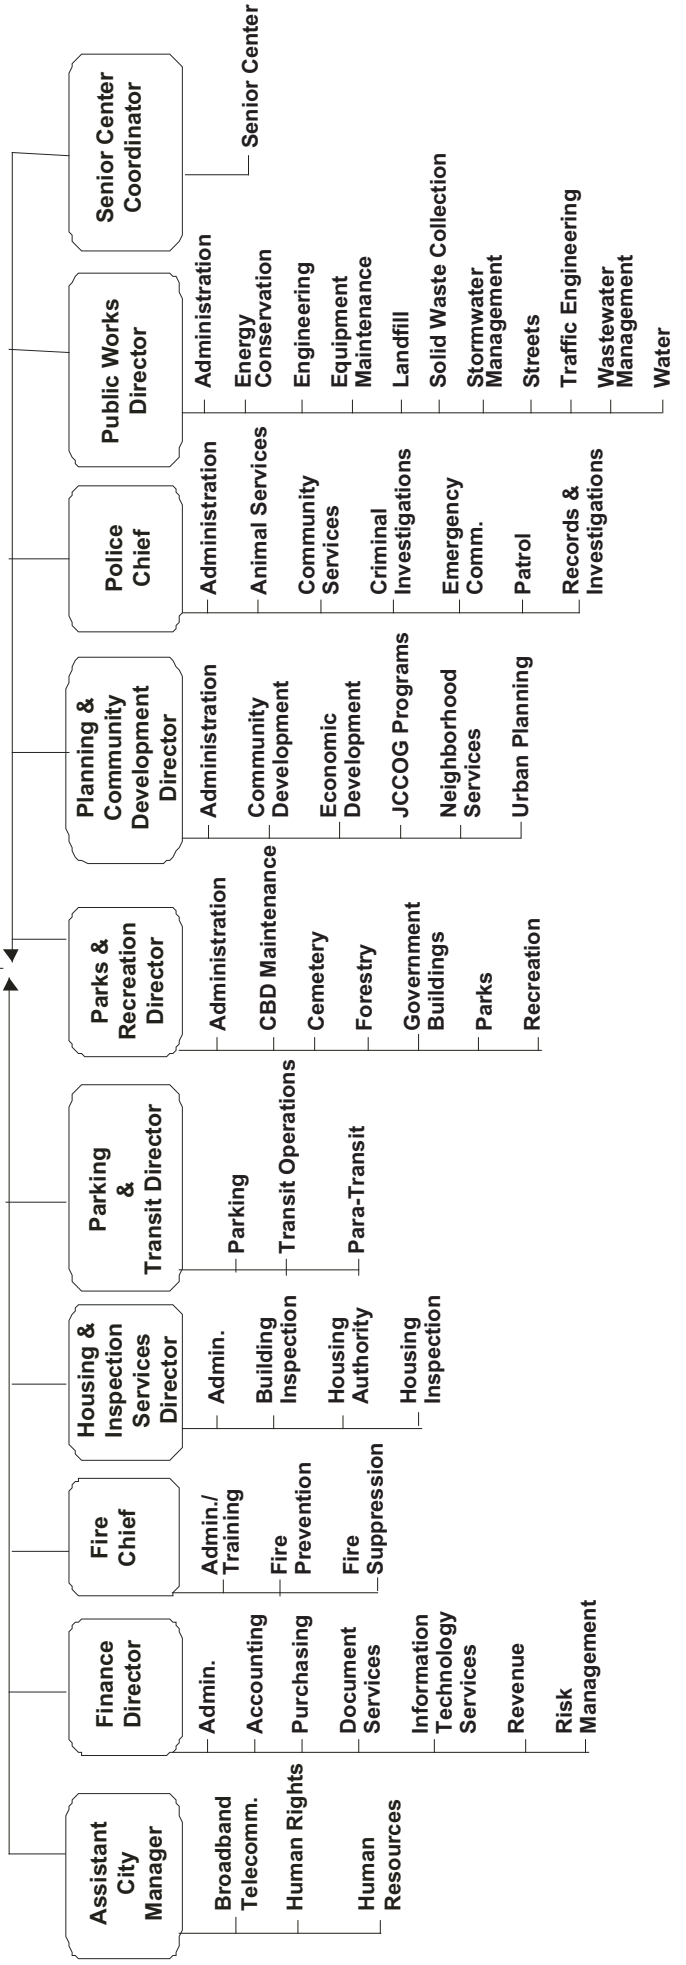 Assistant
City
Manager
Broadband
Telecomm.
Human Rights
Human
Resources
Finance
Director
Admin.
Accounting
Purchasing
Document
Services
Information
Technology
Services
Revenue
Risk
Management
Fire
Chief
Admin./
Training
Fire
Prevention
Fire
Suppression
Housing &
Inspection
Services
Director
Admin.
Building
Inspection
Housing
Authority
Housing
Inspection
Parking
&
Transit Director
Parking
Transit Operations
Para-Transit
Parks &
Recreation
Director
Administration
CBD Maintenance
Cemetery
Forestry
Government
Buildings
Parks
Recreation
Planning &
Community
Development
Director
Administration
Community
Development
Economic
Development
JCCOG Programs
Neighborhood
Services
Urban Planning
Police
Chief
Administration
Animal Services
Community
Services
Criminal
Investigations
Emergency
Comm.
Patrol
Records &
Investigations
Public Works
Director
Administration
Energy
Conservation
Engineering
Equipment
Maintenance
Landfill
Solid Waste Collection
Stormwater
Management
Streets
Traffic Engineering
Wastewater
Management
Water
Senior Center
Coordinator
Senior Center